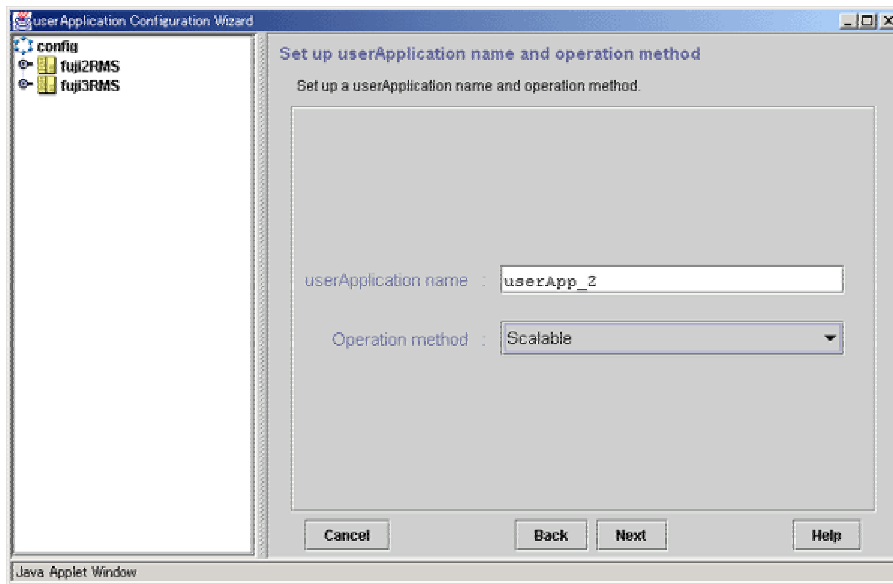 userApplication Configuration Wizard
config
fuji2RMS
fuji3RMS
Set up userApplication name and operation method
Set up a userApplication name and operation method.
userApplication name : userApp_2
Operation method : Scalable
Cancel Back Next Help
Java Applet Window